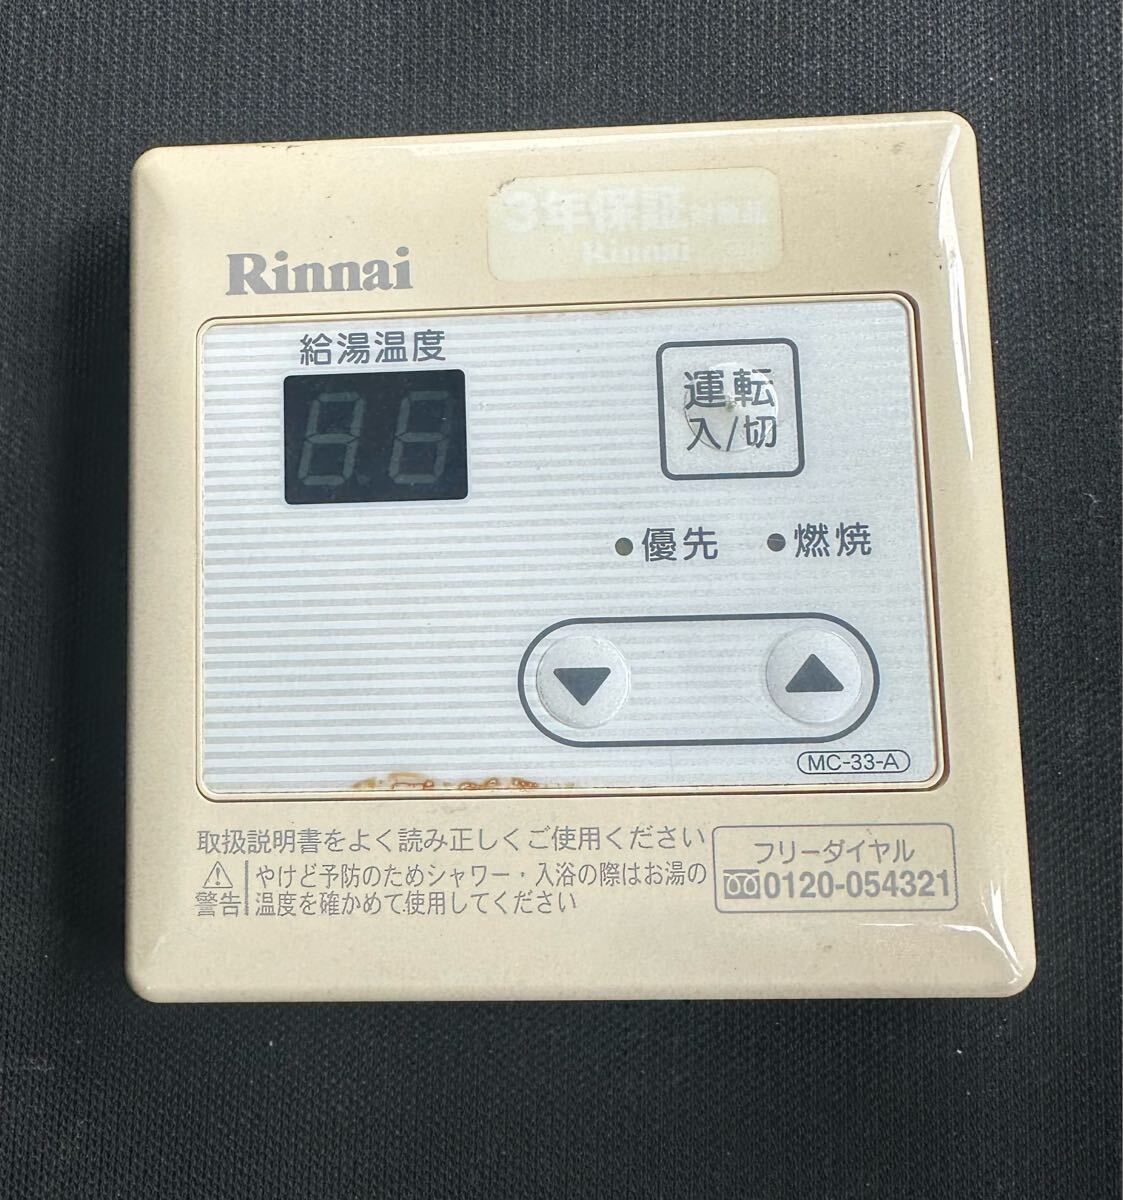 3年保証
Rinnai
Rinnai
給湯温度
運転
入/切
優先
燃焼
MC-33-A
取扱説明書をよく読み正しくご使用ください
警告
やけど予防のためシャワー・入浴の際はお湯の
温度を確かめて使用してください
フリーダイヤル
0120-054321